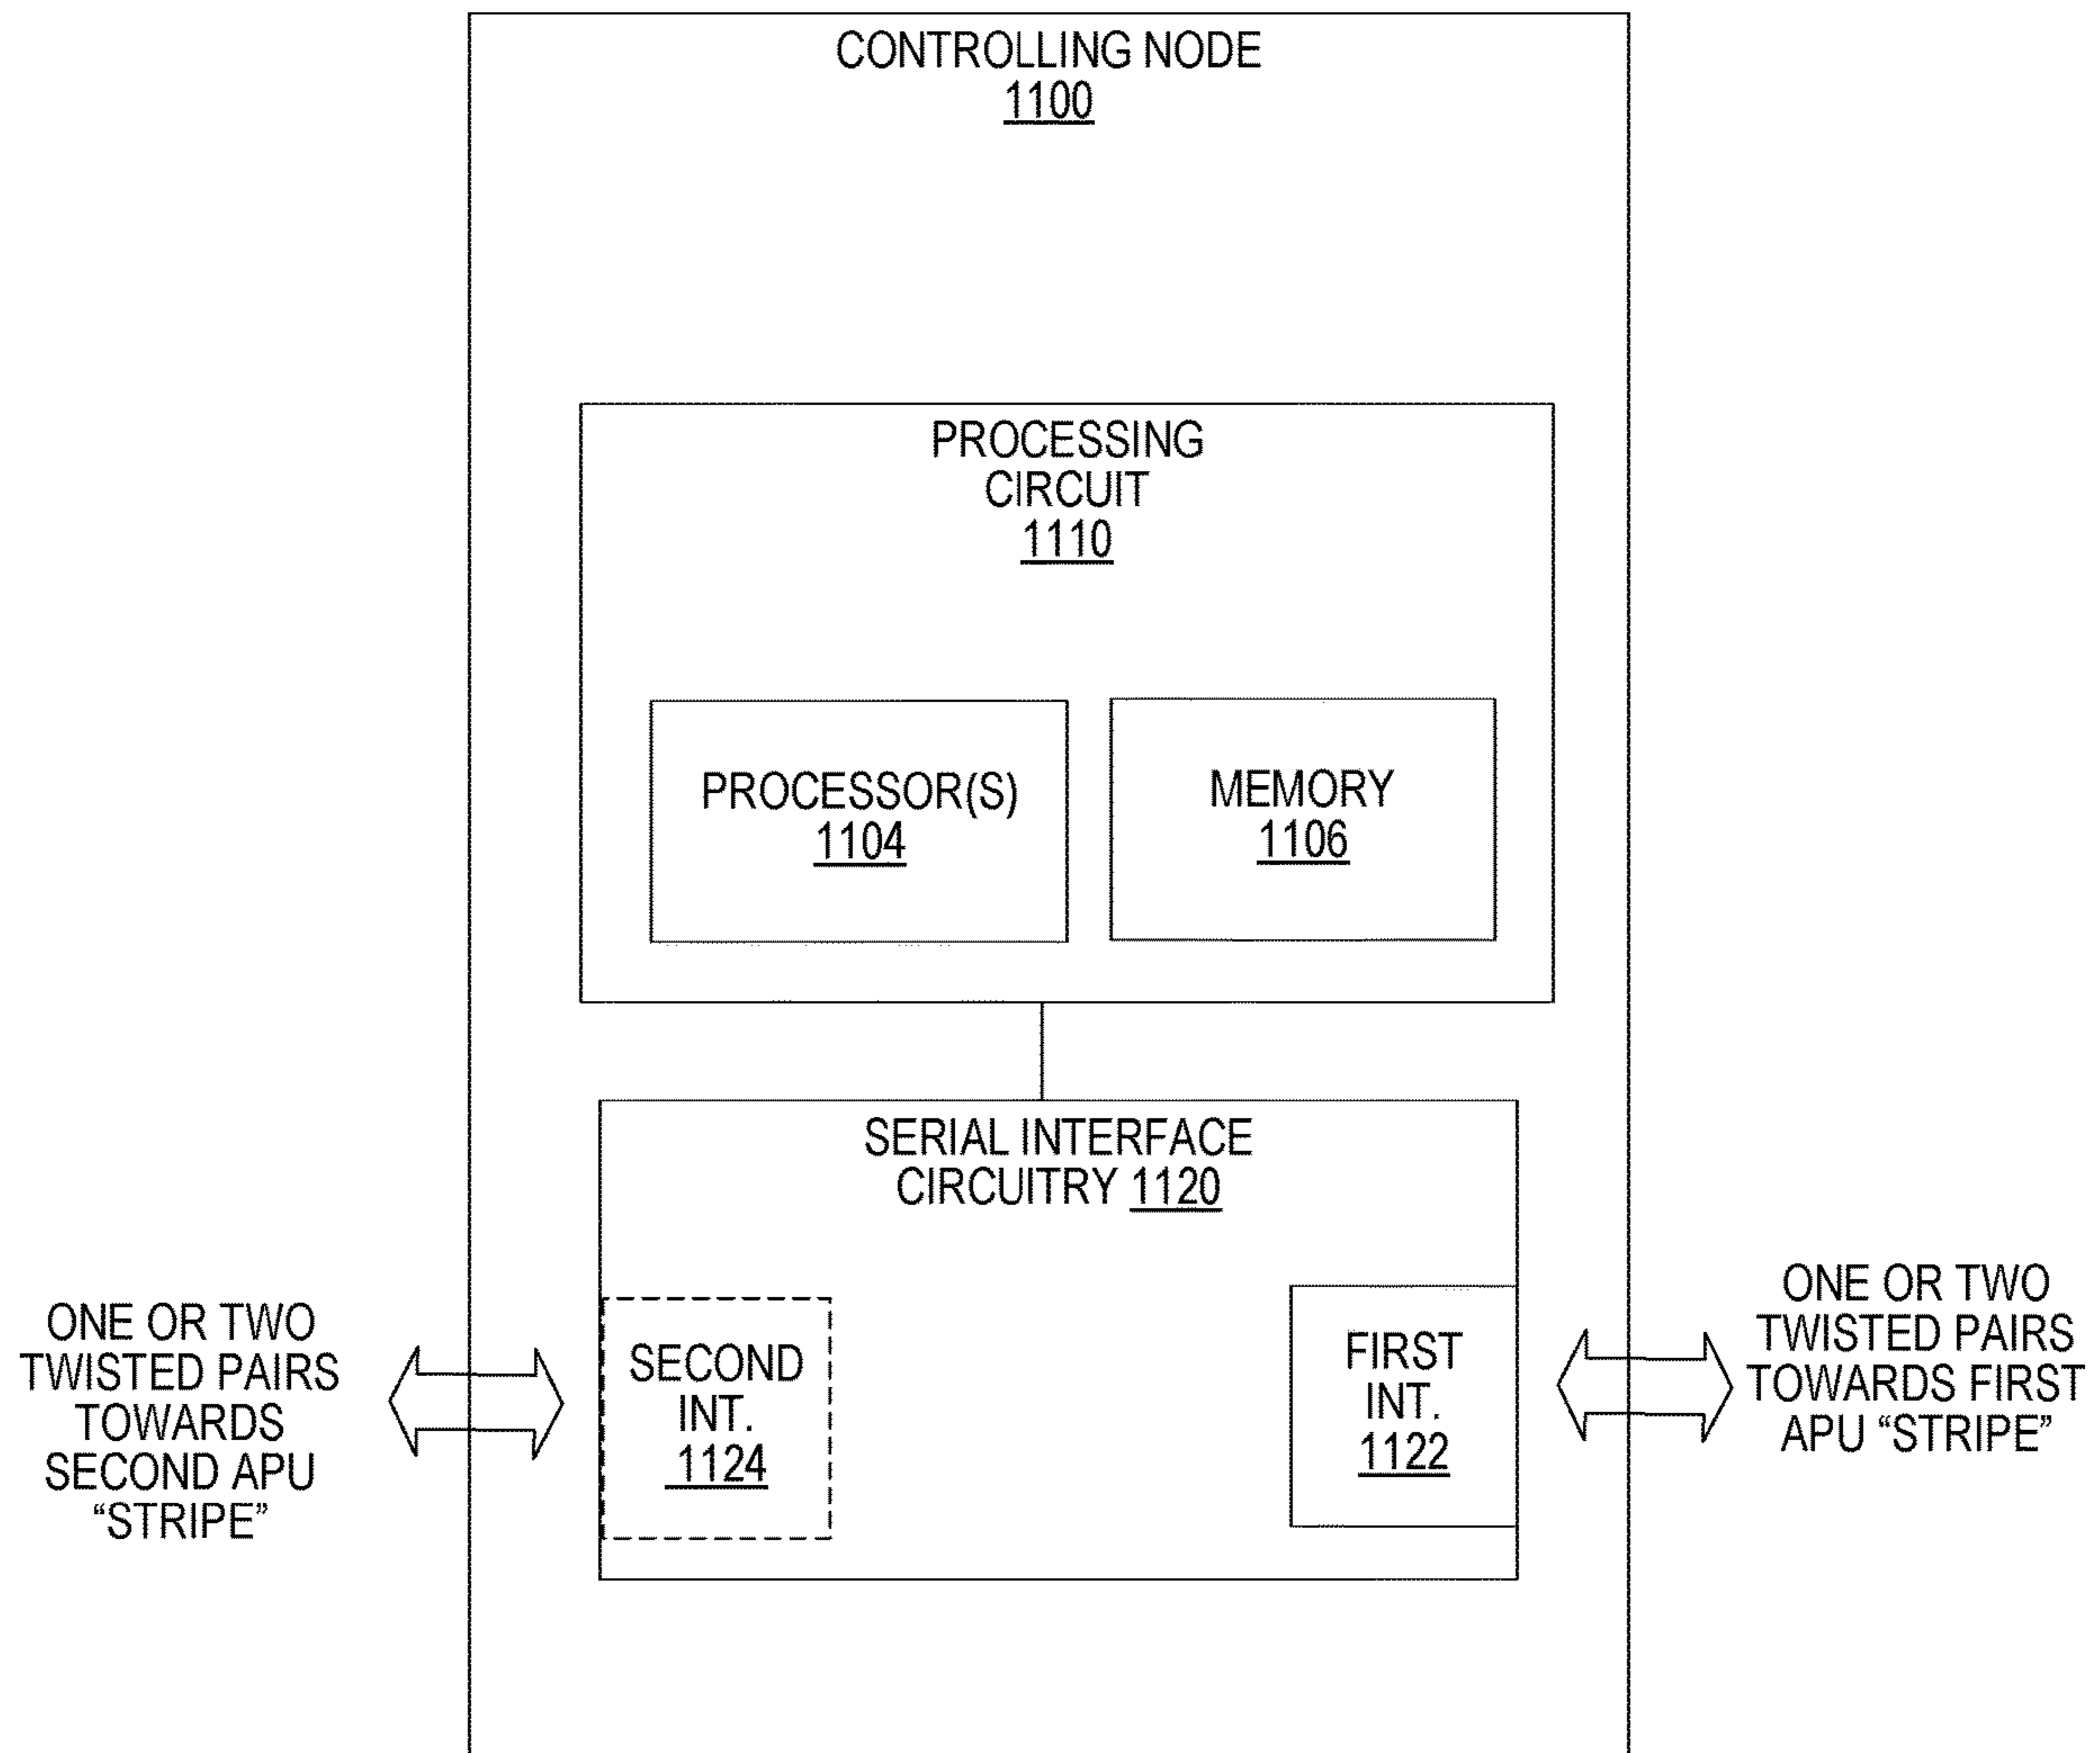 CONTROLLING NODE
1100
PROCESSING
CIRCUIT
1110
PROCESSOR(S)
1104
MEMORY
1106
SERIAL INTERFACE
CIRCUITRY 1120
ONE OR TWO
TWISTED PAIRS
TOWARDS
SECOND APU
“STRIPE”
SECOND
INT.
1124
FIRST
INT.
1122
ONE OR TWO
TWISTED PAIRS
TOWARDS FIRST
APU “STRIPE”